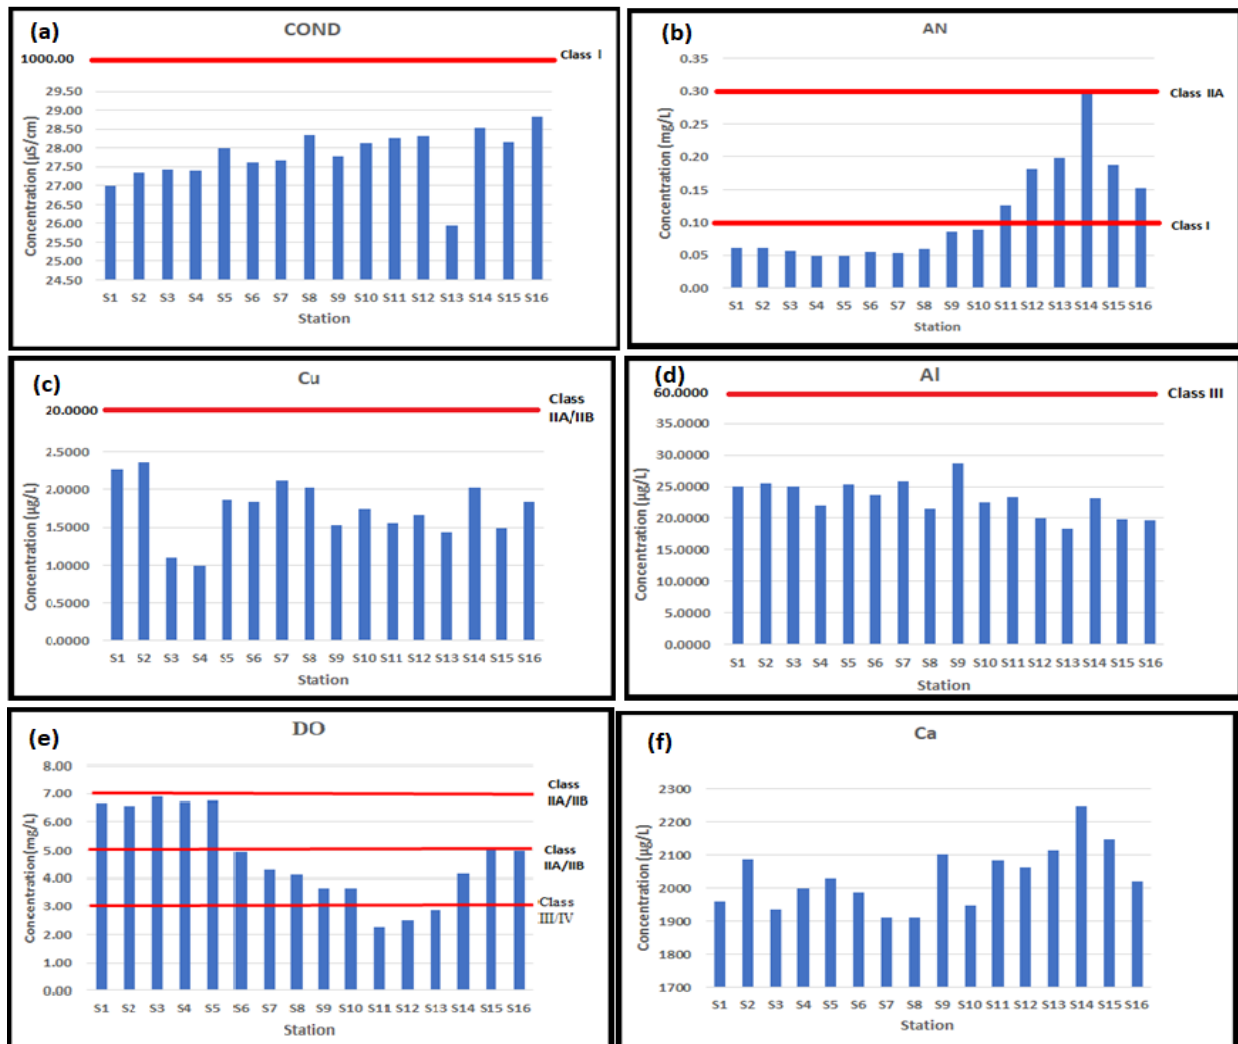 (a)
COND
1000.00
Class I
29.50
29.00
28.50
28.00
27.50
27.00
26.50
26.00
25.50
25.00
24.50
Concentration (µS/cm)
S1 S2 S3 S4 S5 S6 S7 S8 S9 S10 S11 S12 S13 S14 S15 S16
Station
(b)
AN
0.35
0.30
0.25
0.20
0.15
0.10
0.05
0.00
Concentration (mg/L)
Class IIA
Class I
S1 S2 S3 S4 S5 S6 S7 S8 S9 S10 S11 S12 S13 S14 S15 S16
Station
(c)
Cu
20.0000
Class
IIA/IIB
2.5000
2.0000
1.5000
1.0000
0.5000
0.0000
Concentration (µg/L)
S1 S2 S3 S4 S5 S6 S7 S8 S9 S10 S11 S12 S13 S14 S15 S16
Station
(d)
Al
60.0000
Class III
35.0000
30.0000
25.0000
20.0000
15.0000
10.0000
5.0000
0.0000
Concentration (µg/L)
S1 S2 S3 S4 S5 S6 S7 S8 S9 S10 S11 S12 S13 S14 S15 S16
Station
(e)
DO
8.00
7.00
6.00
5.00
4.00
3.00
2.00
1.00
0.00
Concentration(mg/L)
Class
IIA/IIB
Class
IIA/IIB
Class
III/IV
S1 S2 S3 S4 S5 S6 S7 S8 S9 S10 S11 S12 S13 S14 S15 S16
Station
(f)
Ca
2300
2200
2100
2000
1900
1800
1700
Concentration (µg/L)
S1 S2 S3 S4 S5 S6 S7 S8 S9 S10 S11 S12 S13 S14 S15 S16
Station